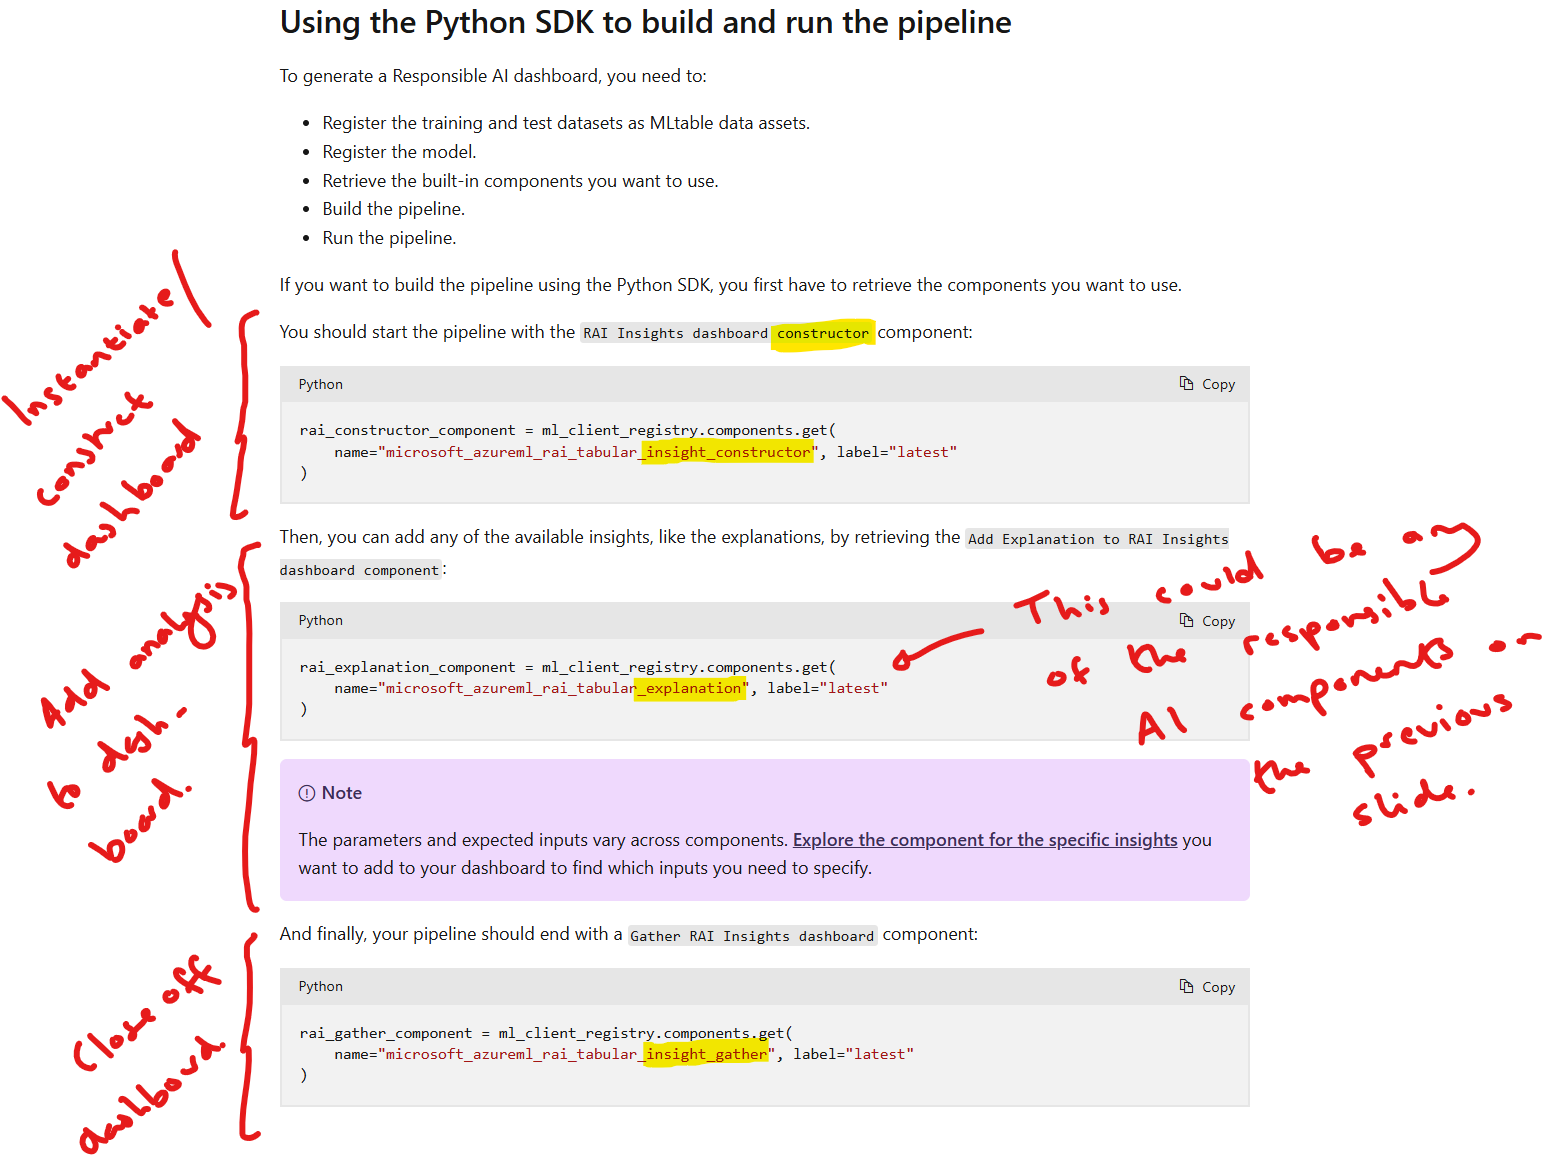 Using the Python SDK to build and run the pipeline
To generate a Responsible AI dashboard, you need to:
• Register the training and test datasets as MLtable data assets.
• Register the model.
• Retrieve the built-in components you want to use.
• Build the pipeline.
• Run the pipeline.
If you want to build the pipeline using the Python SDK, you first have to retrieve the components you want to use.
You should start the pipeline with the RAI Insights dashboard constructor component:
Instantiate/
construct
dashboard
Python Copy
rai_constructor_component = ml_client_registry.components.get(
    name="microsoft_azureml_rai_tabular_insight_constructor", label="latest"
)
Then, you can add any of the available insights, like the explanations, by retrieving the Add Explanation to RAI Insights
dashboard component:
Add analysis
to dash-
board.
Python Copy
rai_explanation_component = ml_client_registry.components.get(
    name="microsoft_azureml_rai_tabular_explanation", label="latest"
)
This could be any
of the responsible
AI components on
the previous
slide.
Note
The parameters and expected inputs vary across components. Explore the component for the specific insights you
want to add to your dashboard to find which inputs you need to specify.
And finally, your pipeline should end with a Gather RAI Insights dashboard component:
Close off
dashboard.
Python Copy
rai_gather_component = ml_client_registry.components.get(
    name="microsoft_azureml_rai_tabular_insight_gather", label="latest"
)